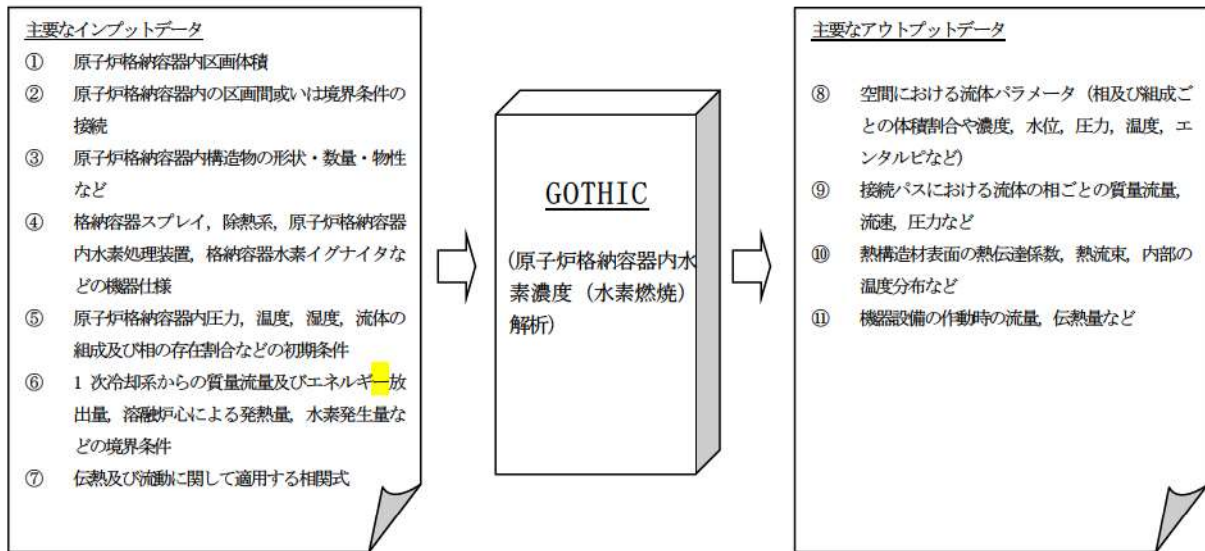 主要なインプットデータ
① 原子炉格納容器内区画体積
② 原子炉格納容器内の区画間或いは境界条件の
接続
③ 原子炉格納容器内構造物の形状・数量・物性
など
④ 格納容器スプレイ，除熱系，原子炉格納容器
内水素処理装置，格納容器水素イグナイタな
どの機器仕様
⑤ 原子炉格納容器内圧力，温度，湿度，流体の
組成及び相の存在割合などの初期条件
⑥ 1 次冷却系からの質量流量及びエネルギー放
出量，溶融炉心による発熱量，水素発生量な
どの境界条件
⑦ 伝熱及び流動に関して適用する相関式
GOTHIC
(原子炉格納容器内水
素濃度（水素燃焼）
解析)
主要なアウトプットデータ
⑧ 空間における流体パラメータ（相及び組成ご
との体積割合や濃度，水位，圧力，温度，エ
ンタルピなど）
⑨ 接続パスにおける流体の相ごとの質量流量，
流速，圧力など
⑩ 熱構造材表面の熱伝達係数，熱流束，内部の
温度分布など
⑪ 機器設備の作動時の流量，伝熱量など